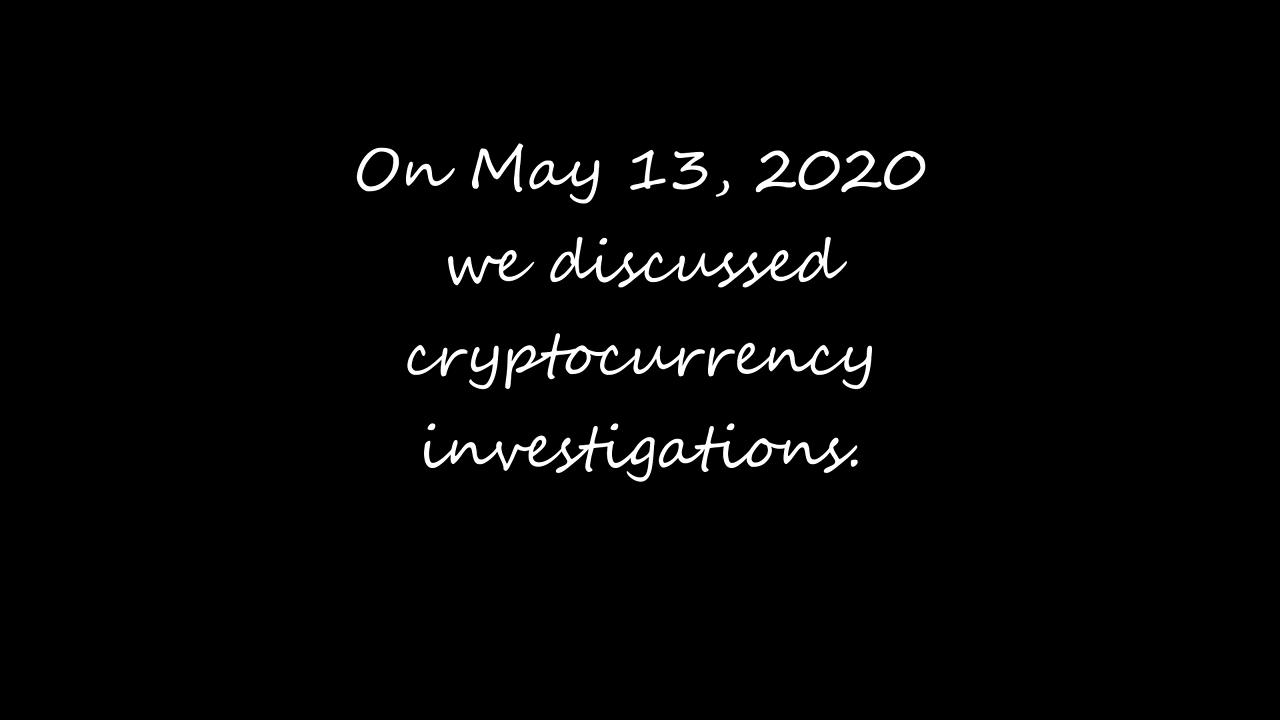 On May 13, 2020
we discussed
cryptocurrency
investigations.